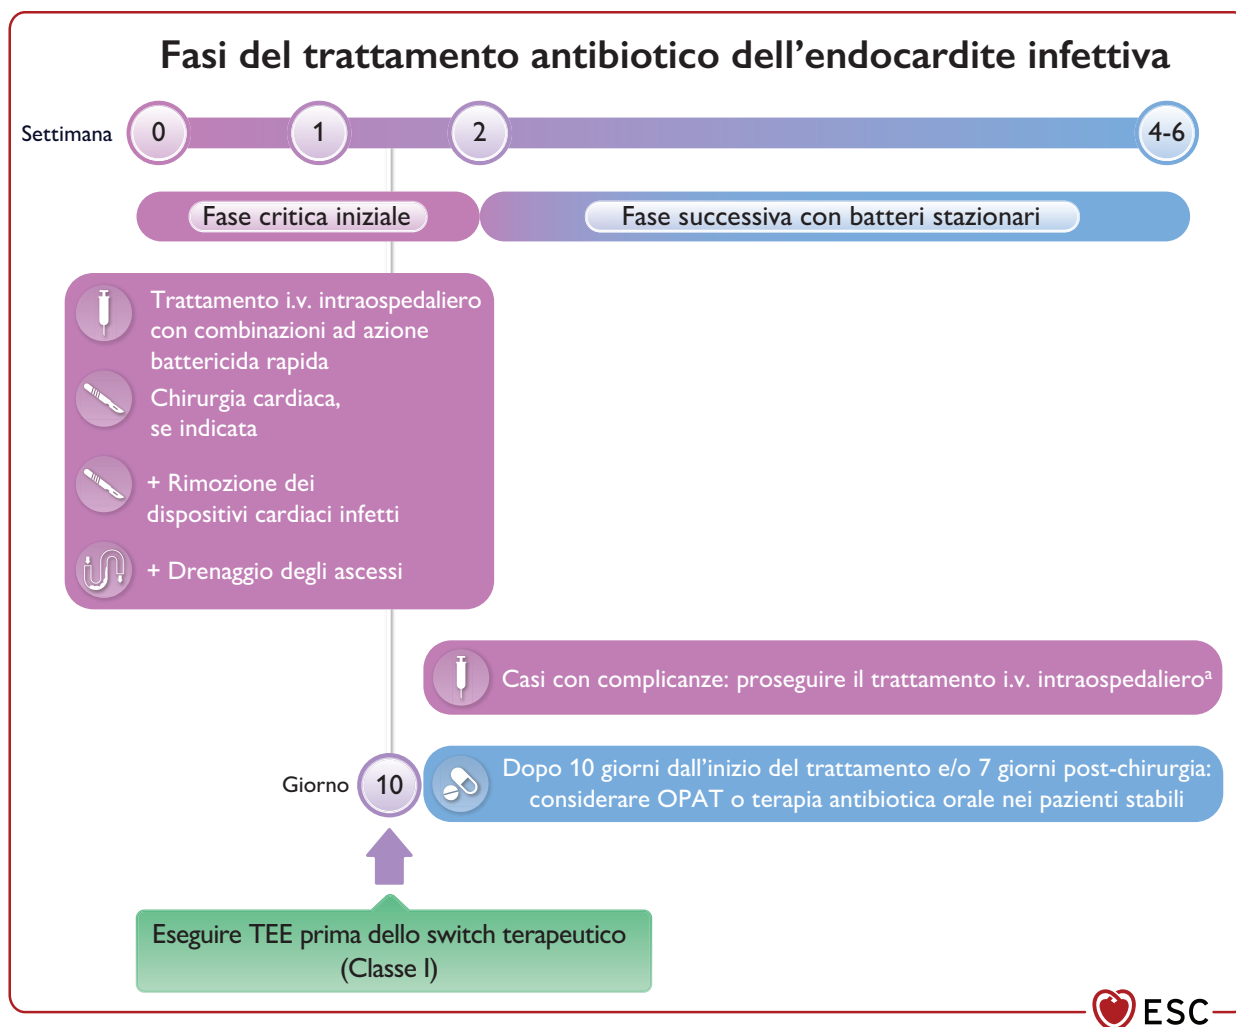 Fasi del trattamento antibiotico dell’endocardite infettiva
Settimana 0 1 2 4-6
Fase critica iniziale
Fase successiva con batteri stazionari
Trattamento i.v. intraospedaliero
con combinazioni ad azione
battericida rapida
Chirurgia cardiaca,
se indicata
+ Rimozione dei
dispositivi cardiaci infetti
+ Drenaggio degli ascessi
Casi con complicanze: proseguire il trattamento i.v. intraospedalieroᵃ
Giorno 10
Dopo 10 giorni dall’inizio del trattamento e/o 7 giorni post-chirurgia:
considerare OPAT o terapia antibiotica orale nei pazienti stabili
Eseguire TEE prima dello switch terapeutico
(Classe I)
ESC